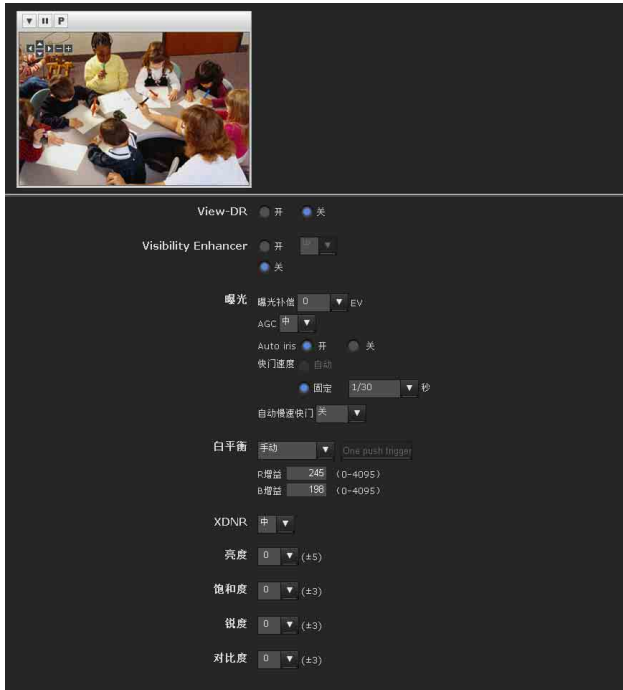 P
View-DR 开 关
Visibility Enhancer 开
关
曝光 曝光补偿 0 EV
AGC 中
Auto iris 开 关
快门速度 自动
固定 1/30 秒
自动慢速快门 关
白平衡 手动 One push trigger
R增益 245 (0-4095)
B增益 198 (0-4095)
XDNR 中
亮度 0 (±5)
饱和度 0 (±3)
锐度 0 (±3)
对比度 0 (±3)